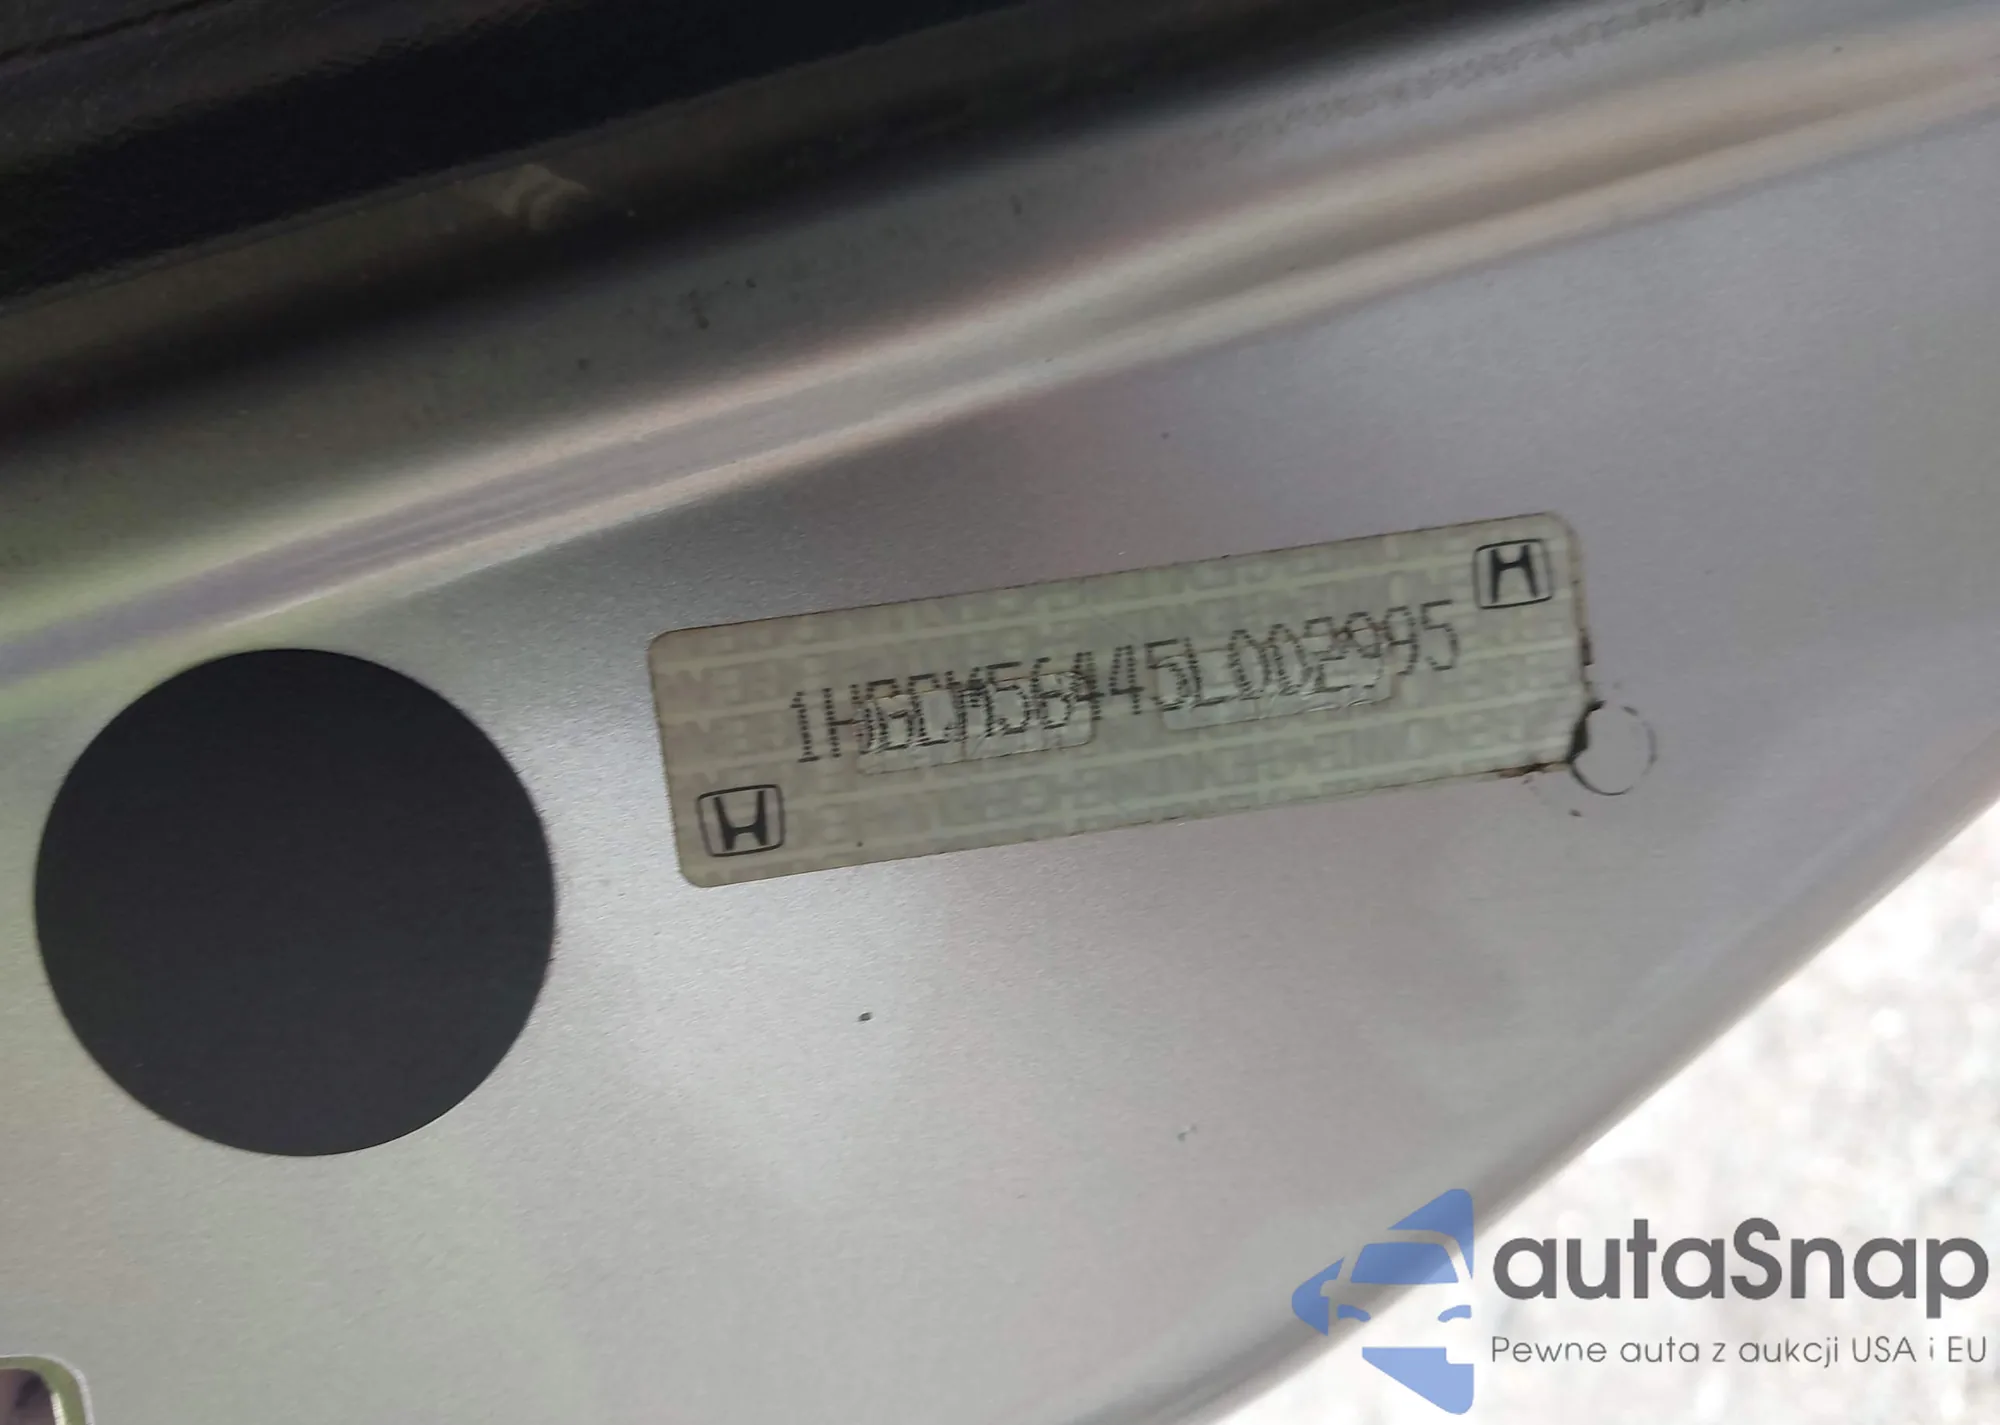 1HGCM56445L002995
autaSnap
Pewne auta z aukcji USA i EU